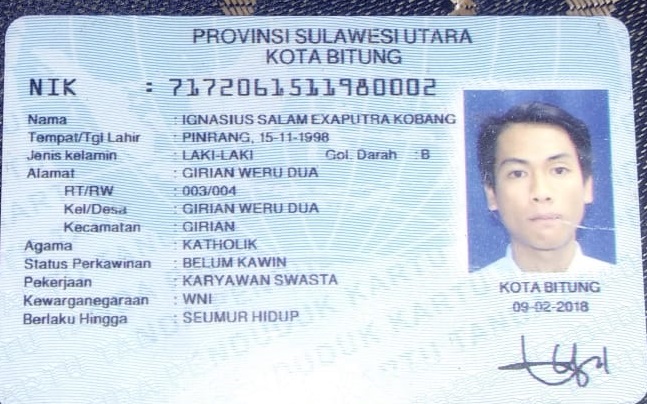 PROVINSI SULAWESI UTARA
KOTA BITUNG
NIK : 7172061511980002
Nama : IGNASIUS SALAM EXAPUTRA KOBANG
Tempat/Tgl Lahir : PINRANG, 15-11-1998
Jenis kelamin : LAKI-LAKI Gol. Darah : B
Alamat : GIRIAN WERU DUA
RT/RW : 003/004
Kel/Desa : GIRIAN WERU DUA
Kecamatan : GIRIAN
Agama : KATHOLIK
Status Perkawinan : BELUM KAWIN
Pekerjaan : KARYAWAN SWASTA
Kewarganegaraan : WNI
Berlaku Hingga : SEUMUR HIDUP
KOTA BITUNG
09-02-2018